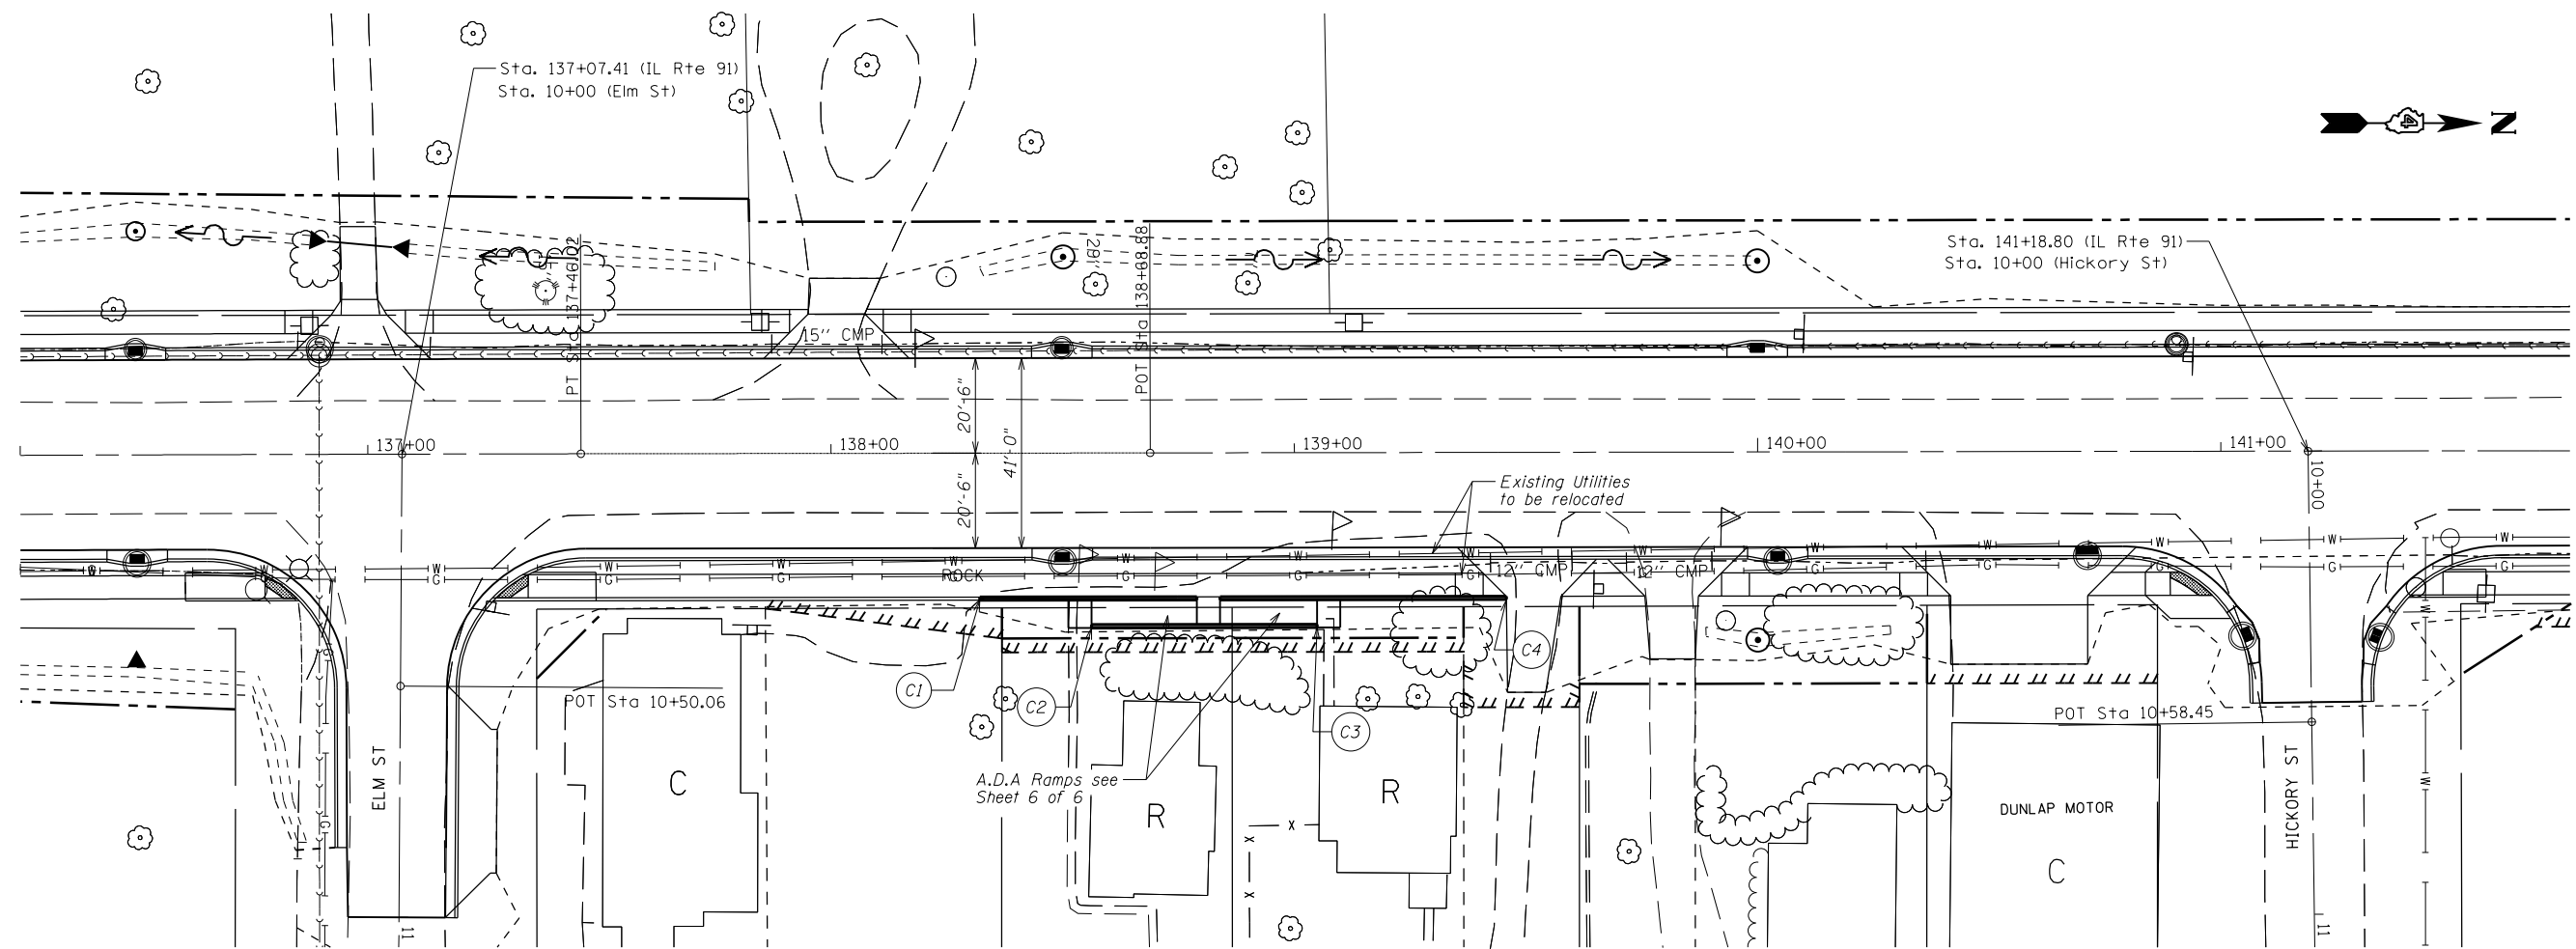 Sta. 137+07.41 (IL Rte 91)
Sta. 10+00 (Elm St)
N
Sta. 141+18.80 (IL Rte 91)
Sta. 10+00 (Hickory St)
PT Sta 137+46.02
29'
POT Sta 138+68.88
15'' CMP
20'-6"
41'-0"
20'-6"
137+00
138+00
139+00
140+00
141+00
10+00
Existing Utilities
to be relocated
W W W W W W W W W W W W
ROCK
12'' CMP
12'' CMP
G G G G G G G G G G G
C1
C2
C3
C4
POT Sta 10+50.06
POT Sta 10+58.45
A.D.A Ramps see
Sheet 6 of 6
ELM ST
HICKORY ST
C
R
R
DUNLAP MOTOR
C
X
X
X
W
W
G
G
11
11